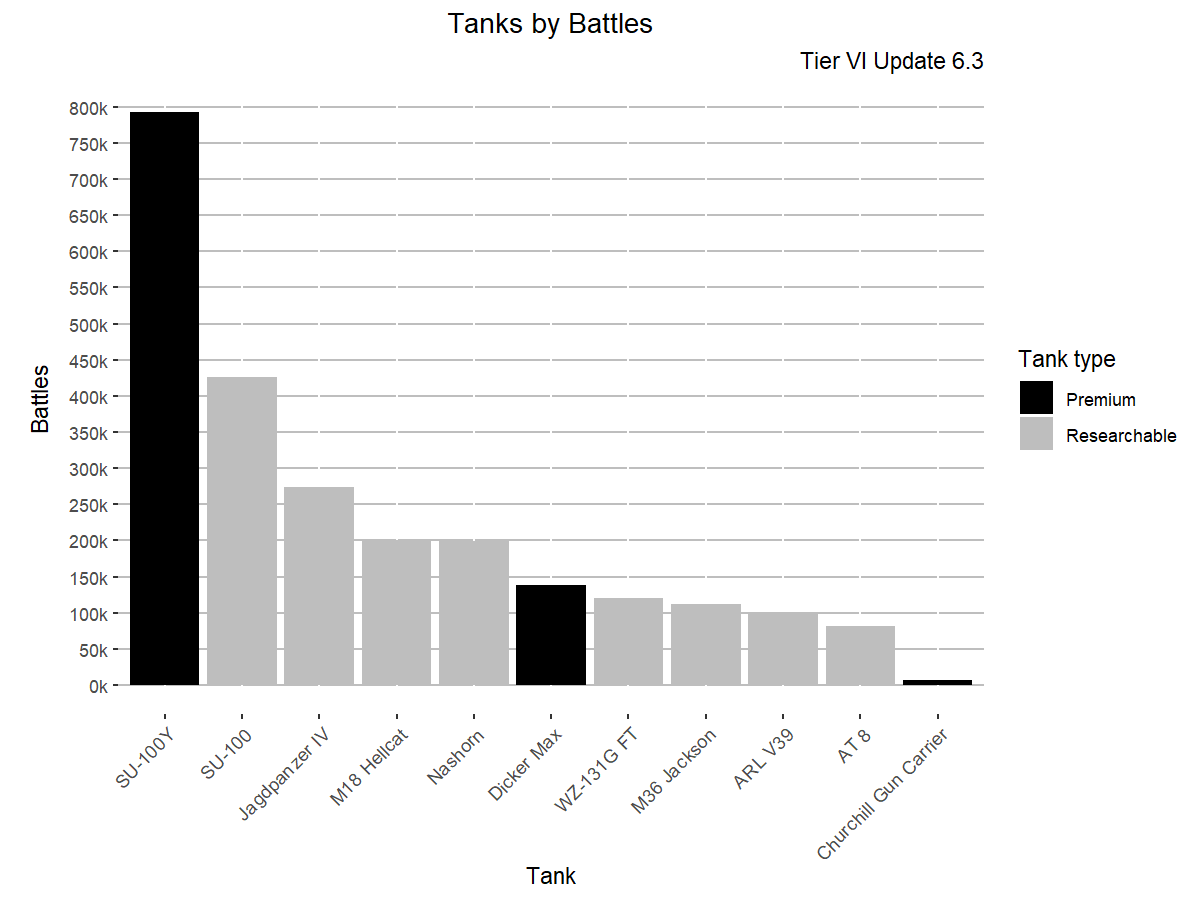 Tanks by Battles
Tier VI Update 6.3
800k
750k
700k
650k
600k
550k
500k
450k
400k
350k
300k
250k
200k
150k
100k
50k
0k
Battles
SU-100Y
SU-100
Jagdpanzer IV
M18 Hellcat
Nashorn
Dicker Max
WZ-131G FT
M36 Jackson
ARL V39
AT 8
Churchill Gun Carrier
Tank
Tank type
Premium
Researchable